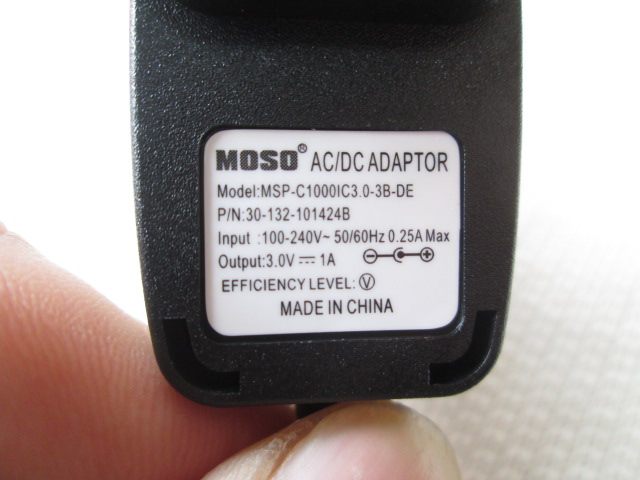 MOSO® AC/DC ADAPTOR
Model:MSP-C1000IC3.0-3B-DE
P/N:30-132-101424B
Input :100-240V~ 50/60Hz 0.25A Max
Output:3.0V⎓1A
EFFICIENCY LEVEL: Ⓥ
MADE IN CHINA